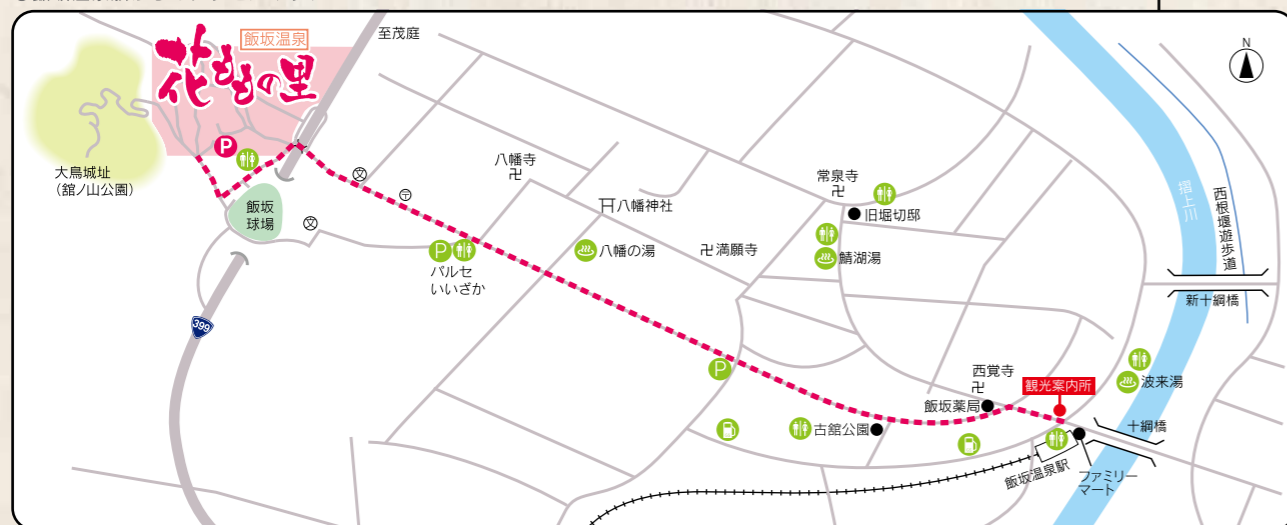 飯坂温泉
花ももの里
至茂庭
N
大鳥城址
(舘ノ山公園)
P
文
〒
八幡寺
卍
常泉寺
卍
旧堀切邸
摺上川
西根堰遊歩道
飯坂
球場
文
八幡神社
P
パルセ
いいざか
八幡の湯
卍満願寺
鯖湖湯
新十綱橋
399
P
西覚寺
卍
観光案内所
波来湯
飯坂薬局
古舘公園
十綱橋
飯坂温泉駅
ファミリー
マート